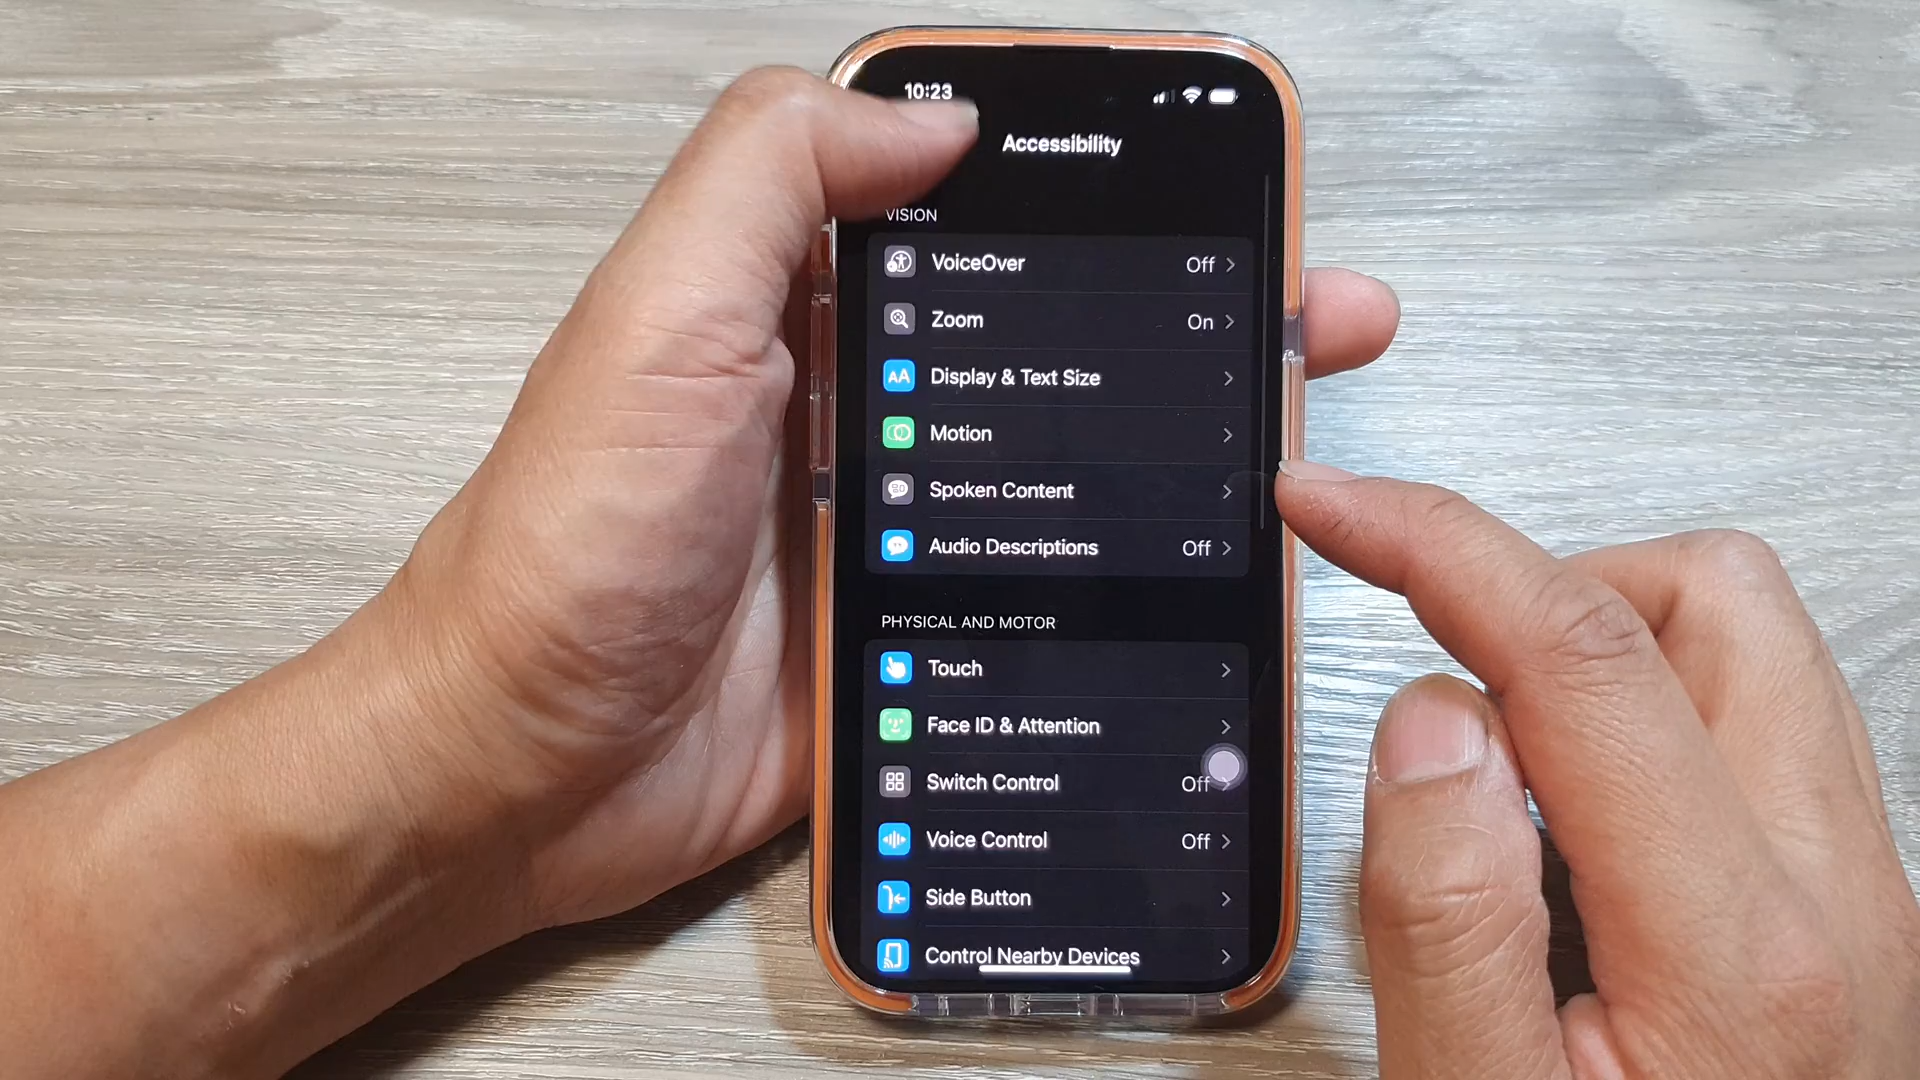 10:23
Accessibility
VISION
VoiceOver Off
Zoom On
AA Display & Text Size
Motion
Spoken Content
Audio Descriptions Off
PHYSICAL AND MOTOR
Touch
Face ID & Attention
Switch Control Off
Voice Control Off
Side Button
Control Nearby Devices